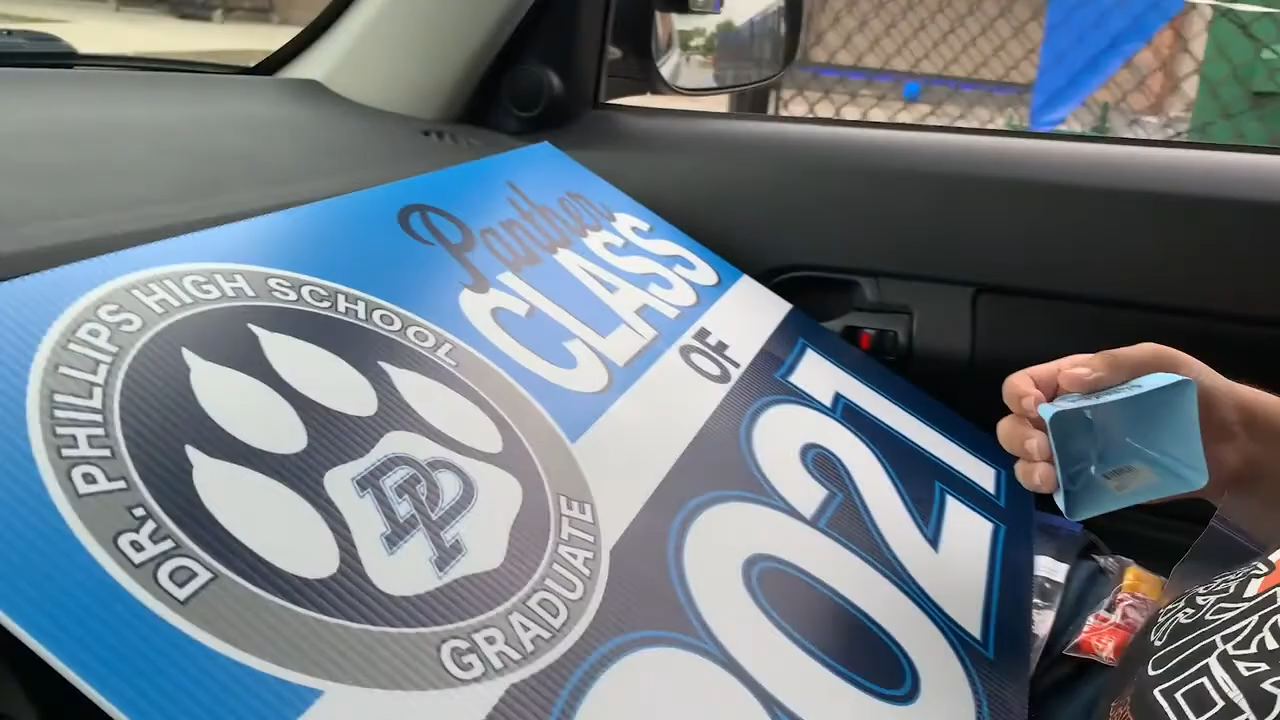 Panther
CLASS
OF
2021
DR. PHILLIPS HIGH SCHOOL
DP
GRADUATE